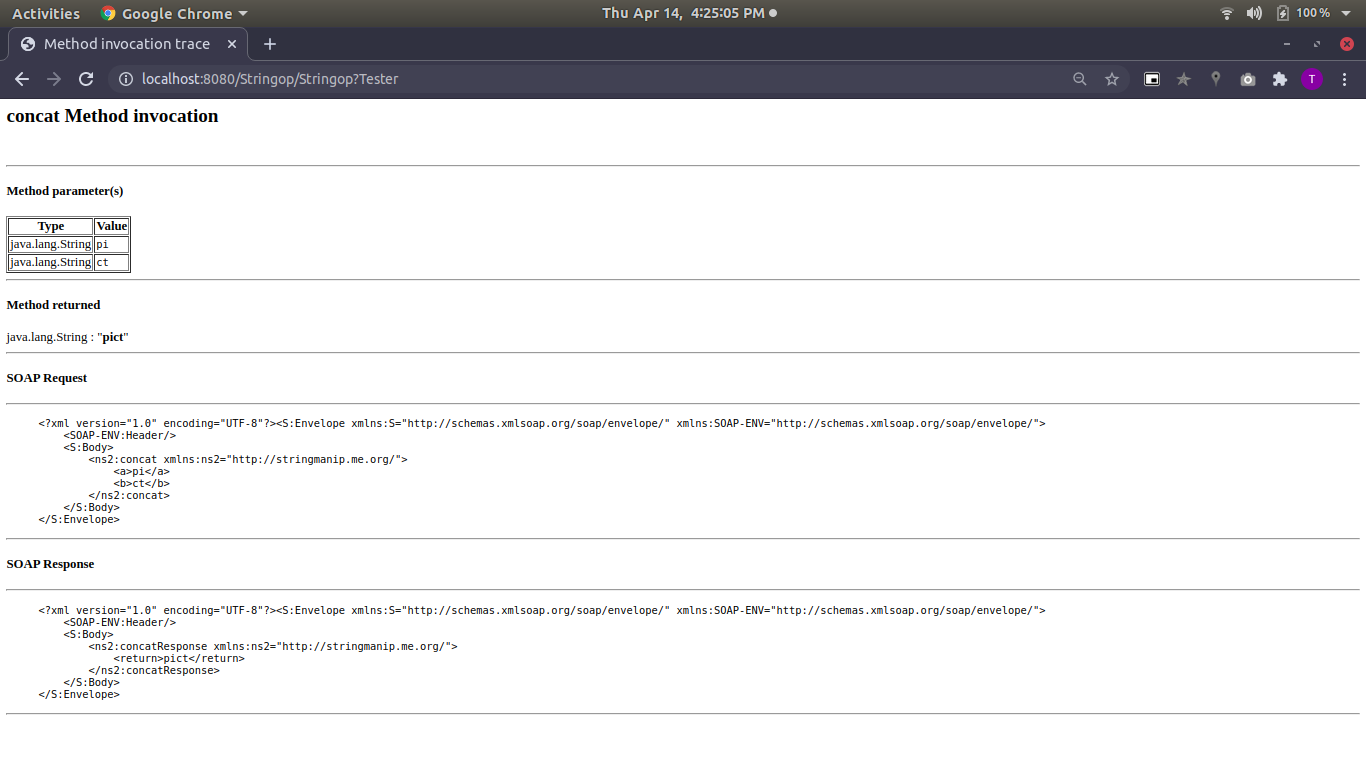 Activities Google Chrome Thu Apr 14, 4:25:05 PM 100%
Method invocation trace
localhost:8080/Stringop/Stringop?Tester T
concat Method invocation
Method parameter(s)
Type Value
java.lang.String pi
java.lang.String ct
Method returned
java.lang.String : "pict"
SOAP Request
<?xml version="1.0" encoding="UTF-8"?><S:Envelope xmlns:S="http://schemas.xmlsoap.org/soap/envelope/" xmlns:SOAP-ENV="http://schemas.xmlsoap.org/soap/envelope/">
<SOAP-ENV:Header/>
<S:Body>
<ns2:concat xmlns:ns2="http://stringmanip.me.org/">
<a>pi</a>
<b>ct</b>
</ns2:concat>
</S:Body>
</S:Envelope>
SOAP Response
<?xml version="1.0" encoding="UTF-8"?><S:Envelope xmlns:S="http://schemas.xmlsoap.org/soap/envelope/" xmlns:SOAP-ENV="http://schemas.xmlsoap.org/soap/envelope/">
<SOAP-ENV:Header/>
<S:Body>
<ns2:concatResponse xmlns:ns2="http://stringmanip.me.org/">
<return>pict</return>
</ns2:concatResponse>
</S:Body>
</S:Envelope>